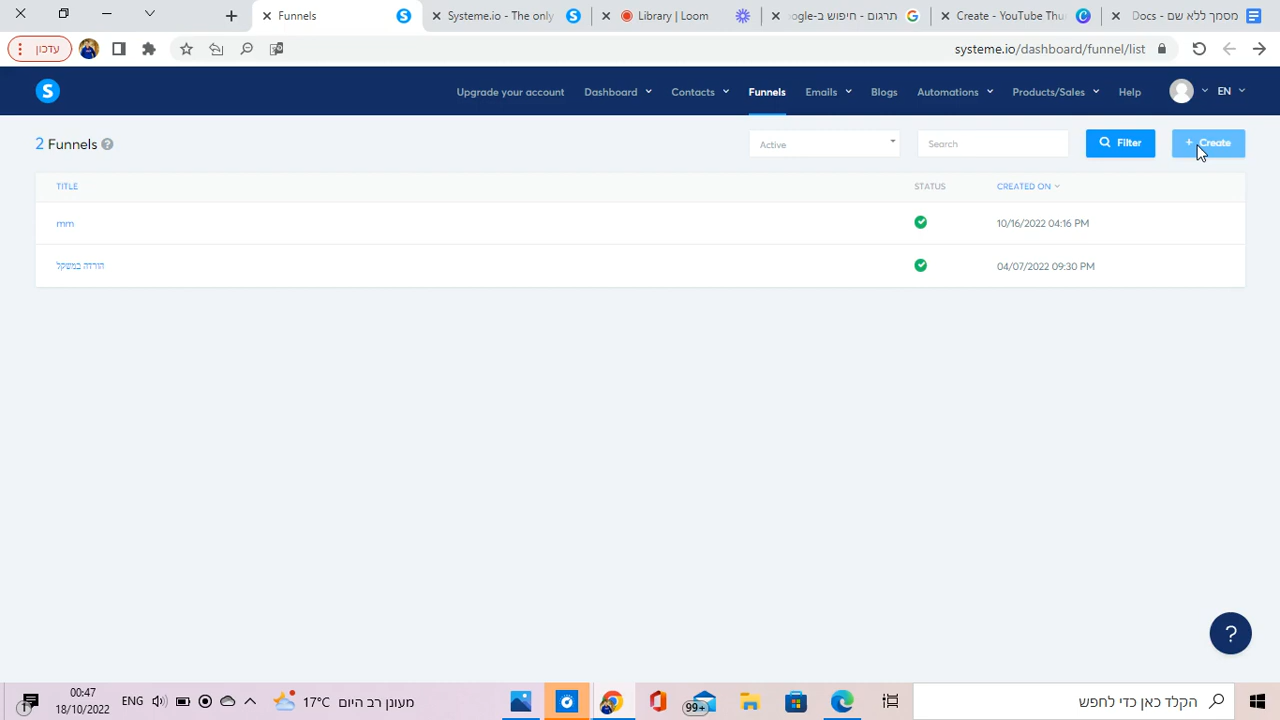 Funnels
Systeme.io - The only
Library | Loom
תרגום - חיפוש ב-oogle
Create - YouTube Thur
מסמך ללא שם - Docs
עדכון
systeme.io/dashboard/funnel/list
S
Upgrade your account
Dashboard
Contacts
Funnels
Emails
Blogs
Automations
Products/Sales
Help
EN
2 Funnels ?
Active
Search
Filter
+ Create
TITLE
STATUS
CREATED ON
mm
10/16/2022 04:16 PM
הורדה במשקל
04/07/2022 09:30 PM
?
00:47
18/10/2022
ENG
17°C מעונן רב היום
99+
הקלד כאן כדי לחפש